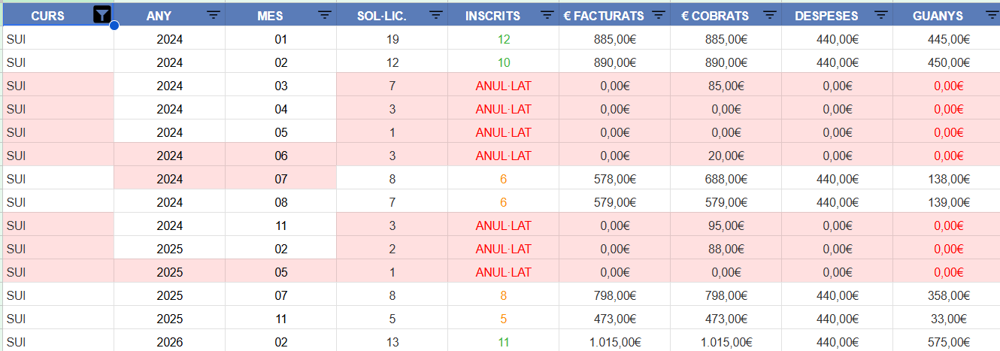 CURS ANY MES SOL·LIC. INSCRITS € FACTURATS € COBRATS DESPESES GUANYS
SUI 2024 01 19 12 885,00€ 885,00€ 440,00€ 445,00€
SUI 2024 02 12 10 890,00€ 890,00€ 440,00€ 450,00€
SUI 2024 03 7 ANUL·LAT 0,00€ 85,00€ 0,00€ 0,00€
SUI 2024 04 3 ANUL·LAT 0,00€ 0,00€ 0,00€ 0,00€
SUI 2024 05 1 ANUL·LAT 0,00€ 0,00€ 0,00€ 0,00€
SUI 2024 06 3 ANUL·LAT 0,00€ 20,00€ 0,00€ 0,00€
SUI 2024 07 8 6 578,00€ 688,00€ 440,00€ 138,00€
SUI 2024 08 7 6 579,00€ 579,00€ 440,00€ 139,00€
SUI 2024 11 3 ANUL·LAT 0,00€ 95,00€ 0,00€ 0,00€
SUI 2025 02 2 ANUL·LAT 0,00€ 88,00€ 0,00€ 0,00€
SUI 2025 05 1 ANUL·LAT 0,00€ 0,00€ 0,00€ 0,00€
SUI 2025 07 8 8 798,00€ 798,00€ 440,00€ 358,00€
SUI 2025 11 5 5 473,00€ 473,00€ 440,00€ 33,00€
SUI 2026 02 13 11 1.015,00€ 1.015,00€ 440,00€ 575,00€